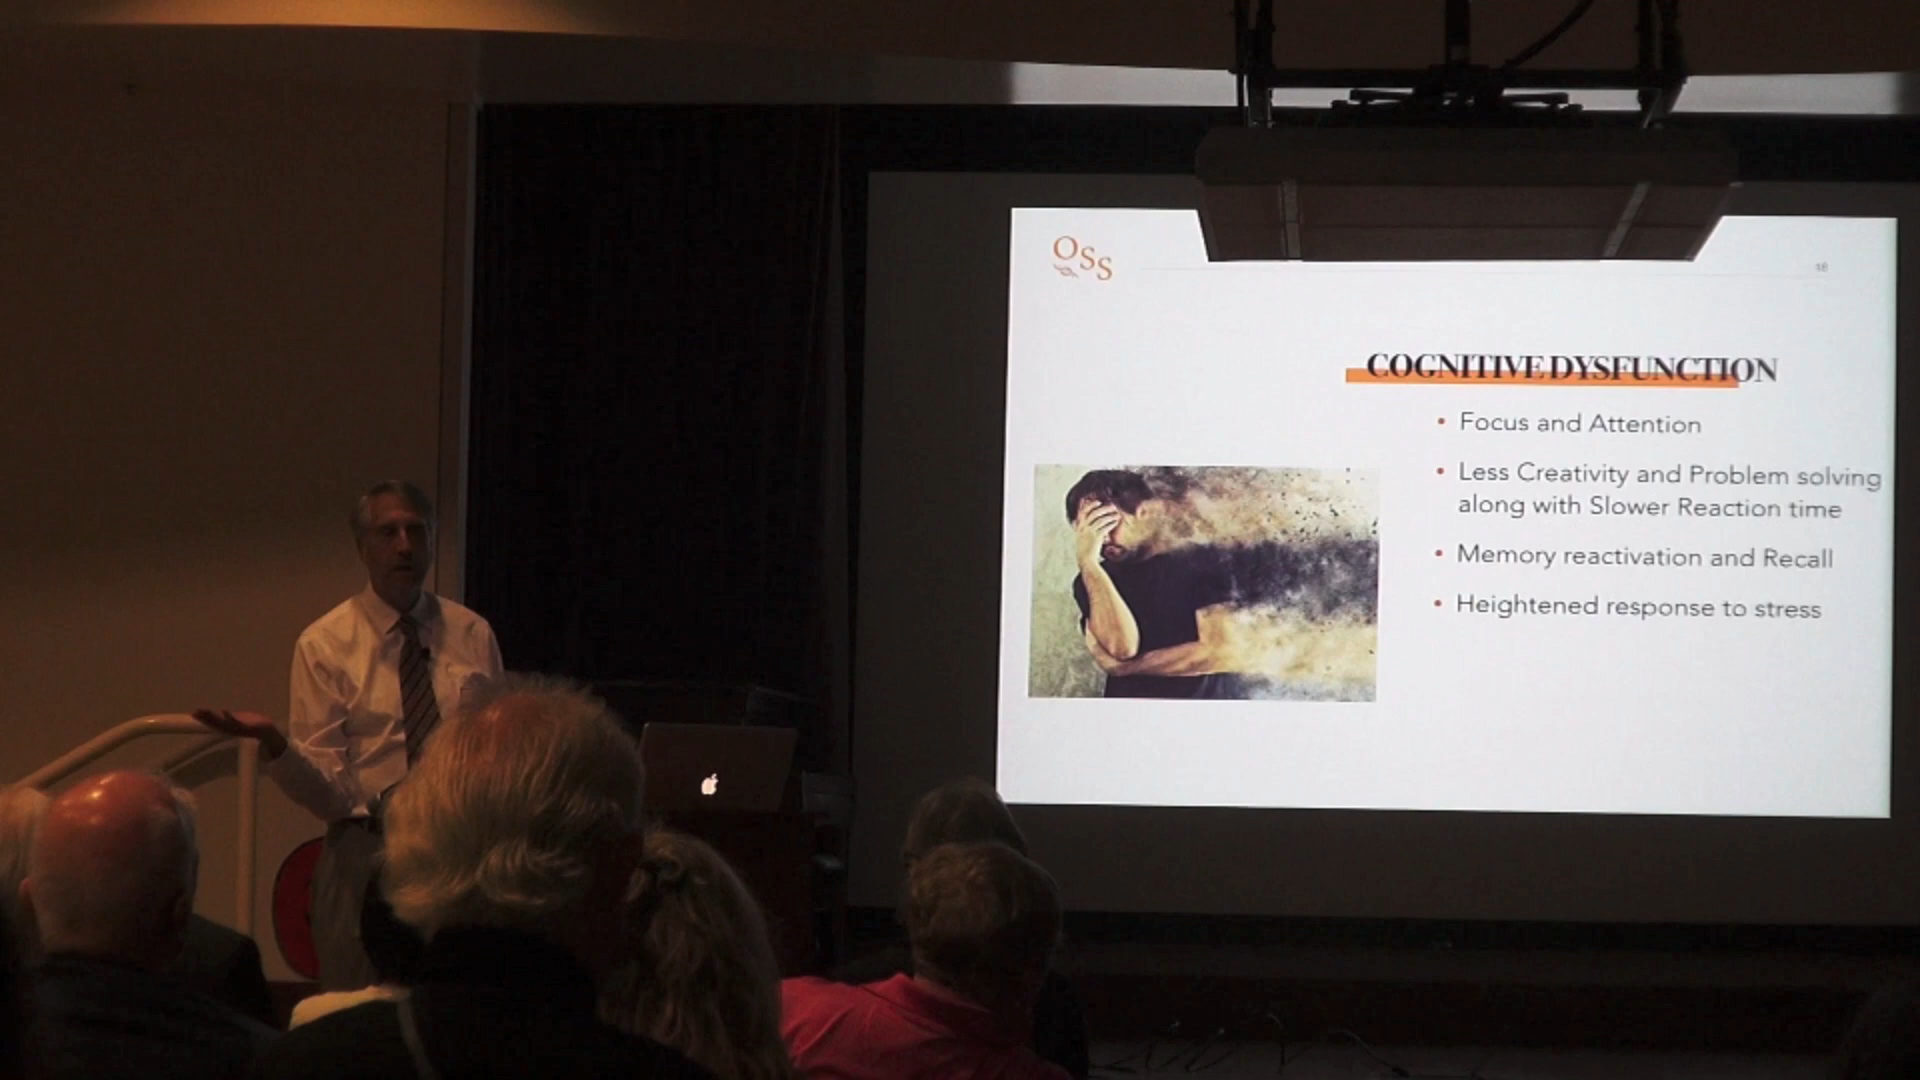 OSS
18
COGNITIVE DYSFUNCTION
• Focus and Attention
• Less Creativity and Problem solving
along with Slower Reaction time
• Memory reactivation and Recall
• Heightened response to stress